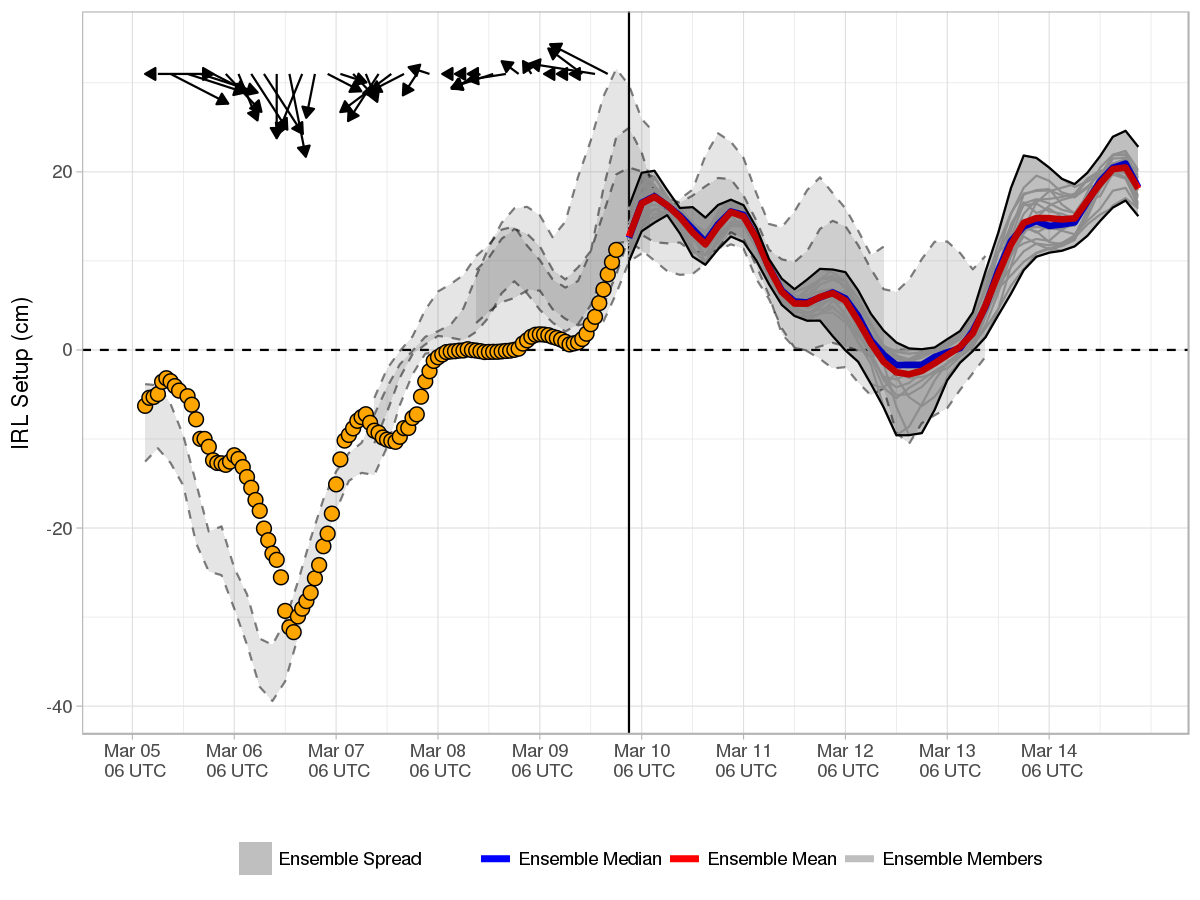 IRL Setup (cm)
20
0
-20
-40
Mar 05 Mar 06 Mar 07 Mar 08 Mar 09 Mar 10 Mar 11 Mar 12 Mar 13 Mar 14
06 UTC 06 UTC 06 UTC 06 UTC 06 UTC 06 UTC 06 UTC 06 UTC 06 UTC 06 UTC
Ensemble Spread Ensemble Median Ensemble Mean Ensemble Members